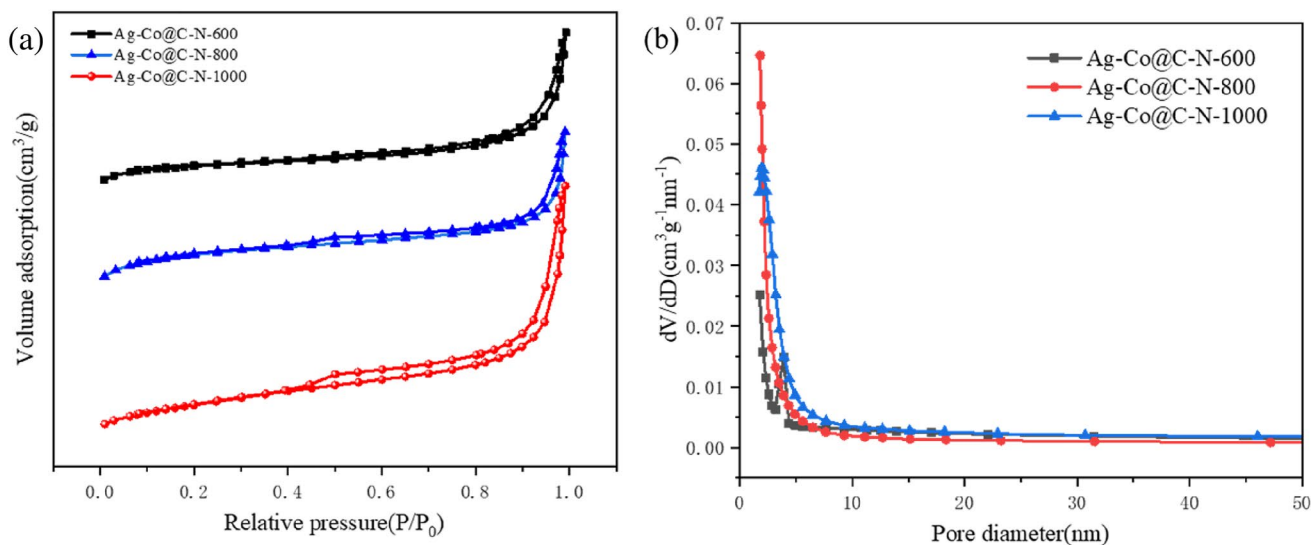 (a)
Ag-Co@C-N-600
Ag-Co@C-N-800
Ag-Co@C-N-1000
Volume adsorption(cm³/g)
0.0 0.2 0.4 0.6 0.8 1.0
Relative pressure(P/P₀)
(b)
Ag-Co@C-N-600
Ag-Co@C-N-800
Ag-Co@C-N-1000
dV/dD(cm³g⁻¹nm⁻¹)
0.07
0.06
0.05
0.04
0.03
0.02
0.01
0.00
0 10 20 30 40 50
Pore diameter(nm)